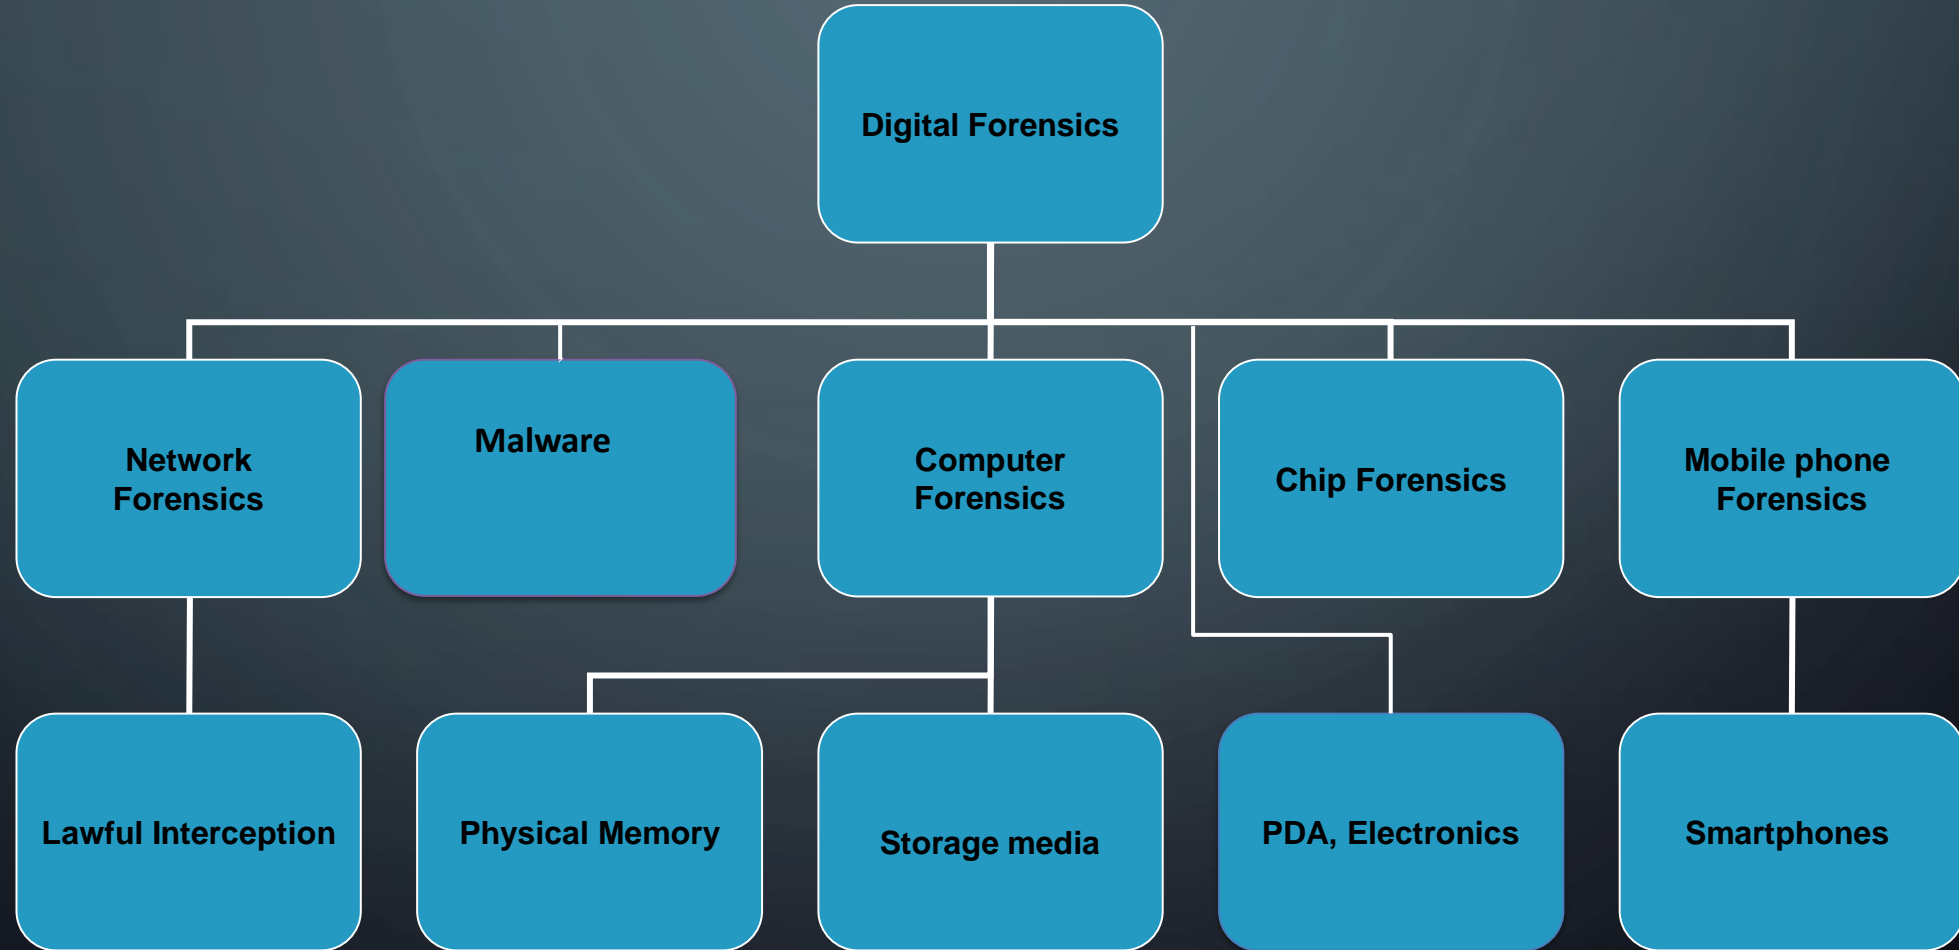 Digital Forensics
Network
Forensics
Malware
Computer
Forensics
Chip Forensics
Mobile phone
Forensics
Lawful Interception
Physical Memory
Storage media
PDA, Electronics
Smartphones